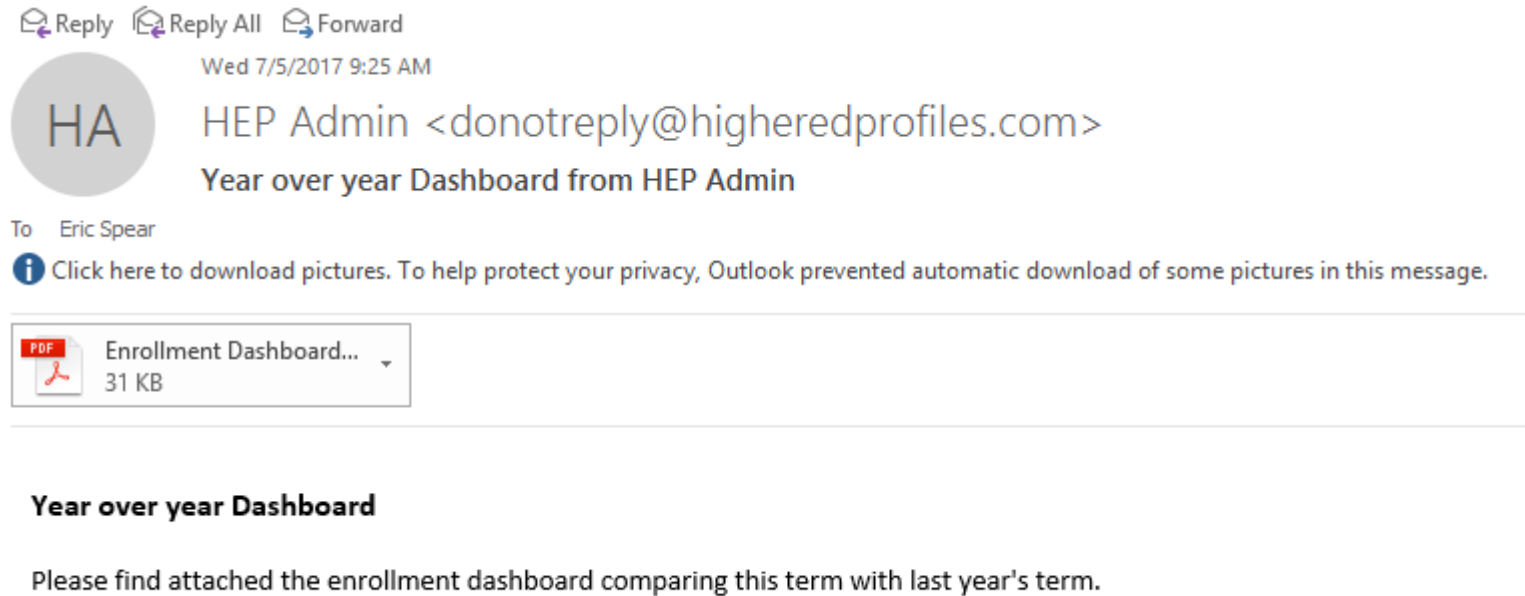 Reply Reply All Forward
Wed 7/5/2017 9:25 AM
HA
HEP Admin <donotreply@higheredprofiles.com>
Year over year Dashboard from HEP Admin
To Eric Spear
i Click here to download pictures. To help protect your privacy, Outlook prevented automatic download of some pictures in this message.
PDF
Enrollment Dashboard...
31 KB
Year over year Dashboard
Please find attached the enrollment dashboard comparing this term with last year's term.